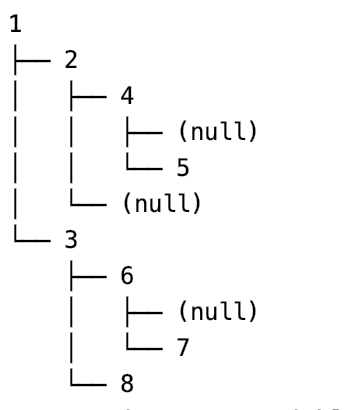 1
├── 2
│   ├── 4
│   │   ├── (null)
│   │   └── 5
│   └── (null)
└── 3
    ├── 6
    │   ├── (null)
    │   └── 7
    └── 8